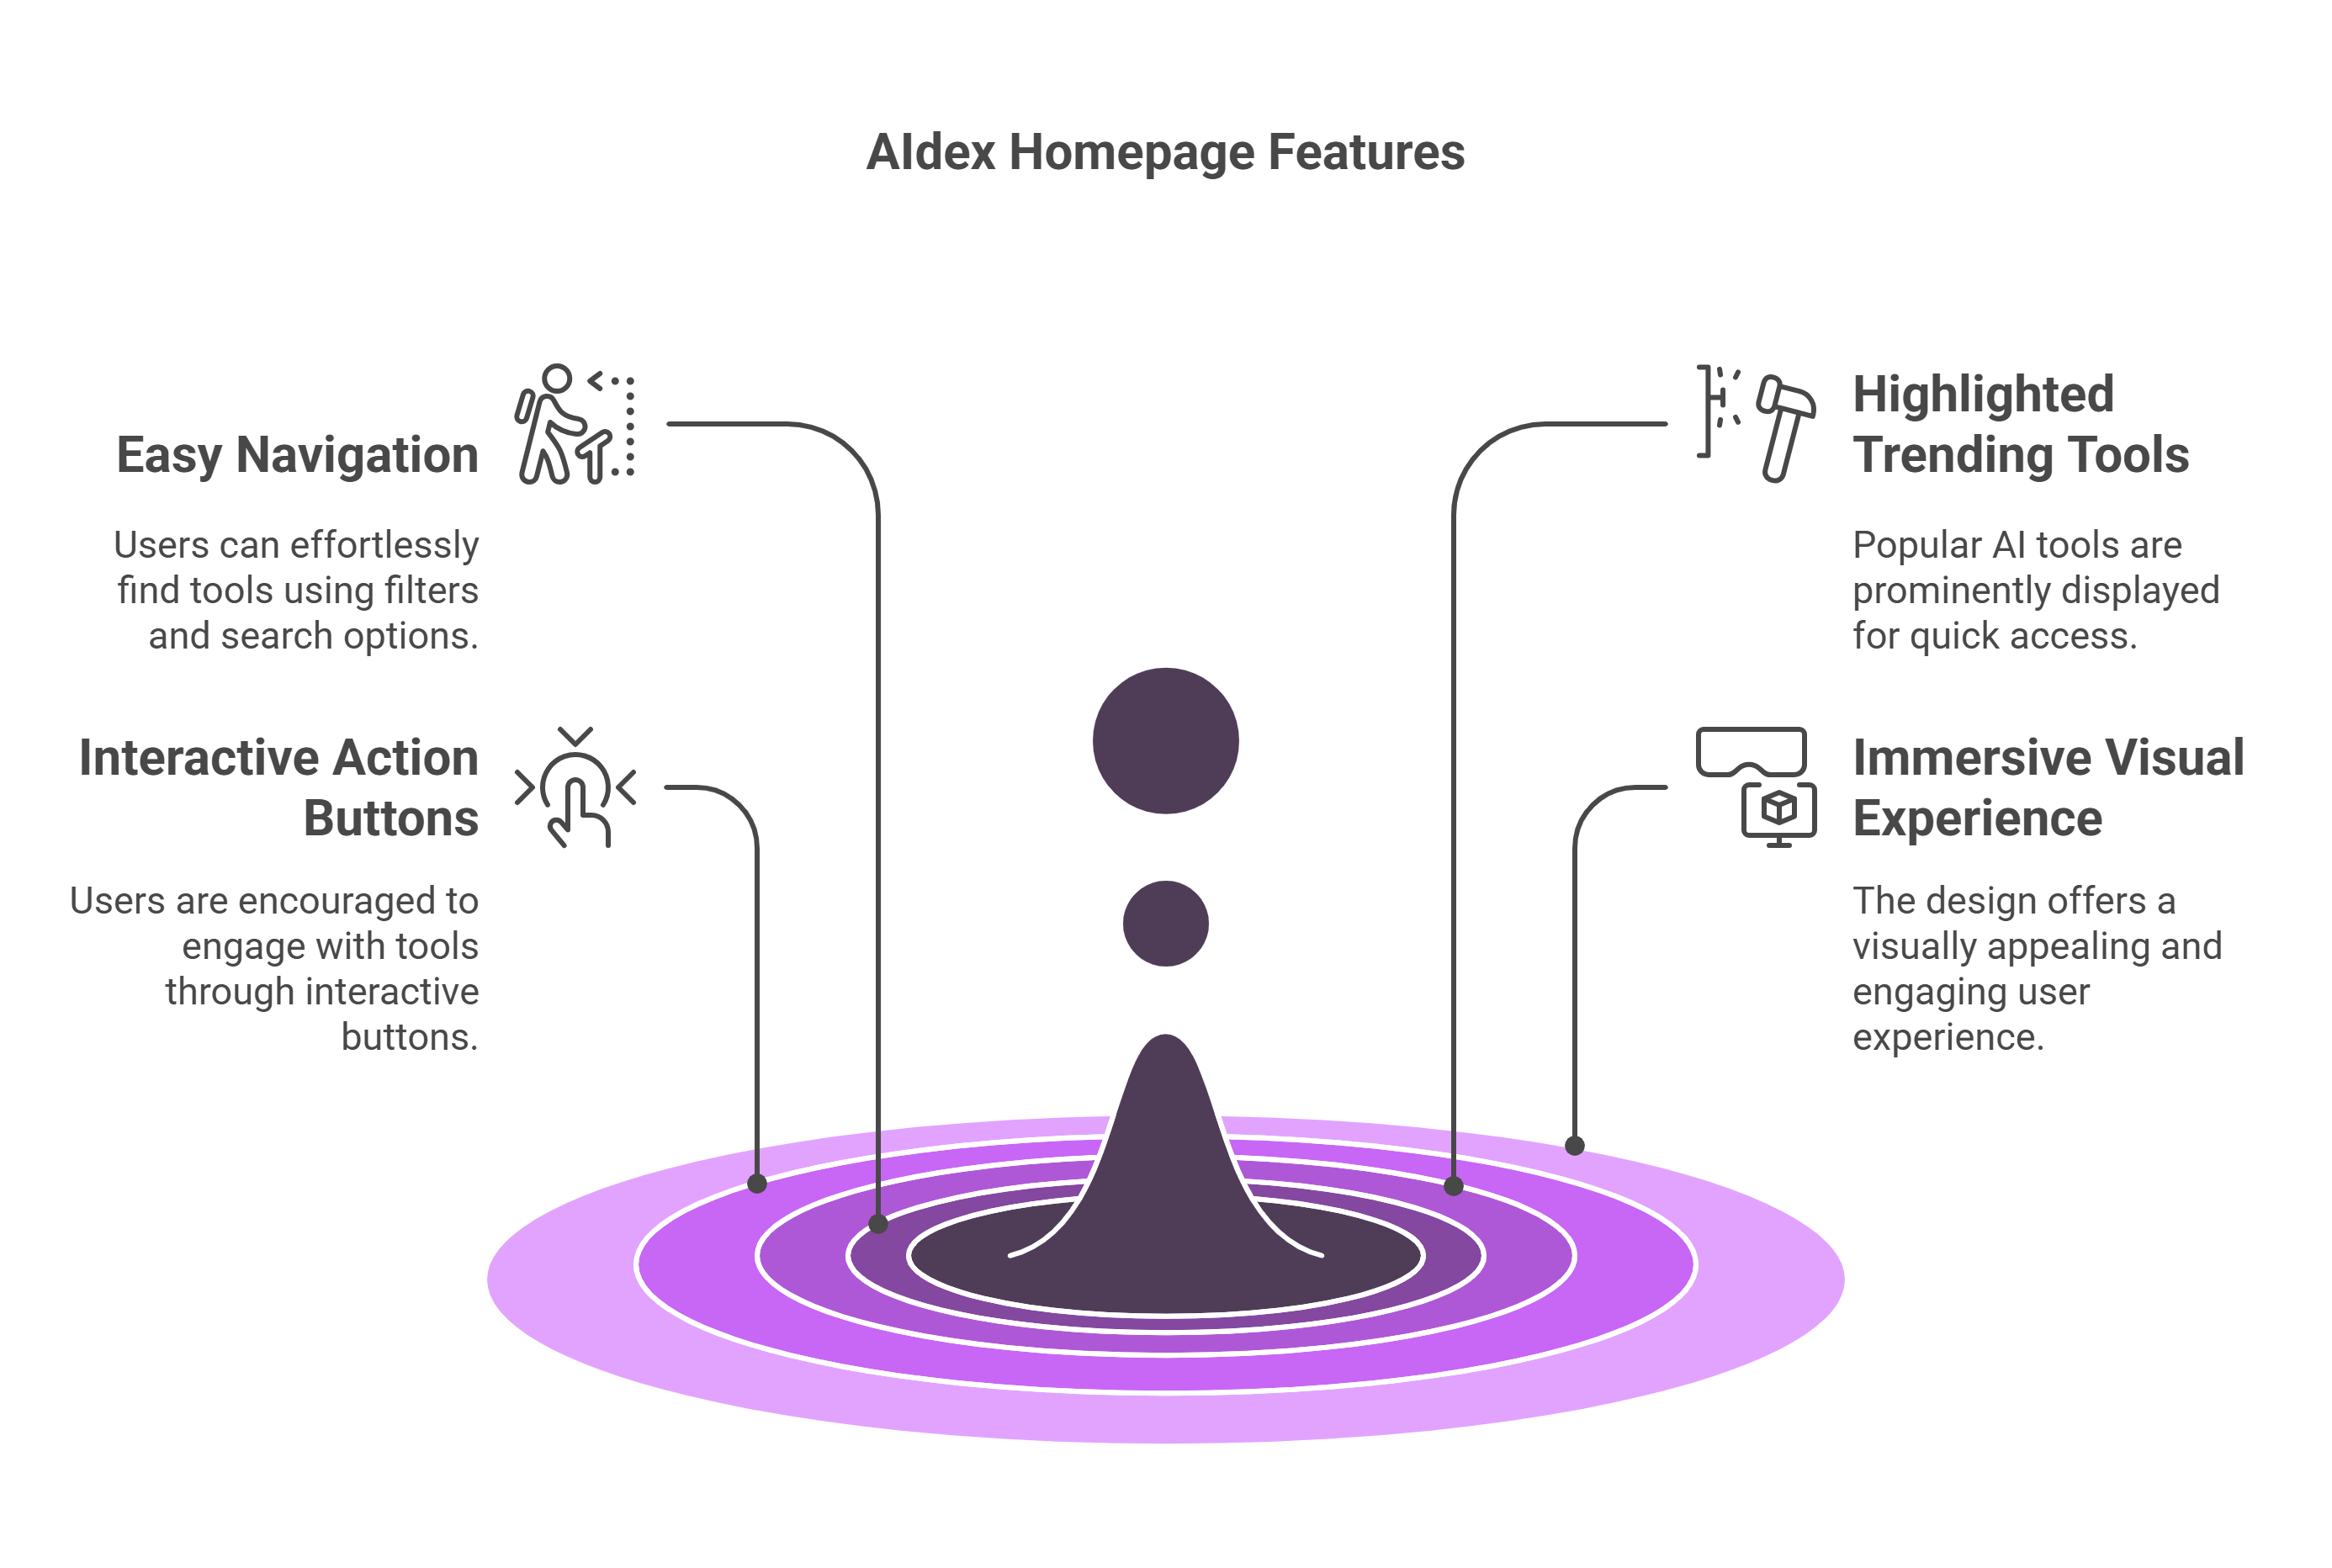 AIdex Homepage Features
Easy Navigation
Users can effortlessly
find tools using filters
and search options.
Highlighted
Trending Tools
Popular AI tools are
prominently displayed
for quick access.
Interactive Action
Buttons
Users are encouraged to
engage with tools
through interactive
buttons.
Immersive Visual
Experience
The design offers a
visually appealing and
engaging user
experience.